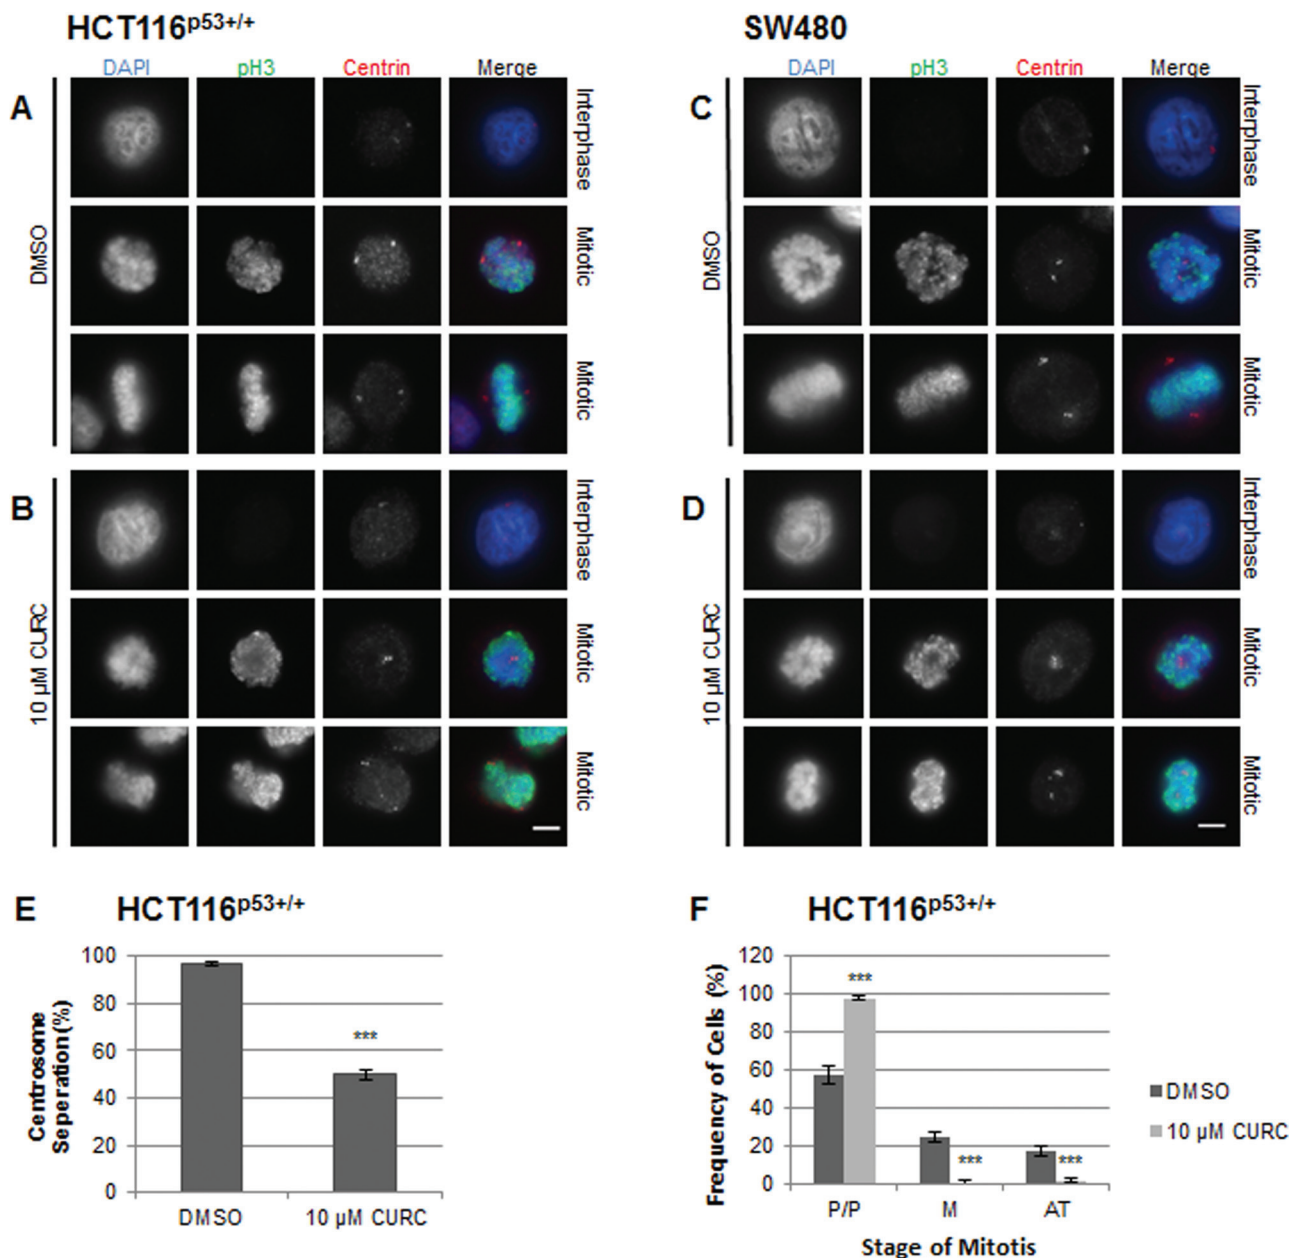 HCT116p53+/+
SW480
DAPI pH3 Centrin Merge
DAPI pH3 Centrin Merge
A
DMSO
Interphase
Mitotic
Mitotic
C
DMSO
Interphase
Mitotic
Mitotic
B
10 µM CURC
Interphase
Mitotic
Mitotic
D
10 µM CURC
Interphase
Mitotic
Mitotic
E HCT116p53+/+
Centrosome
Seperation(%)
100
80
60
40
20
0
***
DMSO 10 µM CURC
F HCT116p53+/+
Frequency of Cells (%)
120
100
80
60
40
20
0
***
***
***
P/P M AT
Stage of Mitotis
DMSO
10 µM CURC